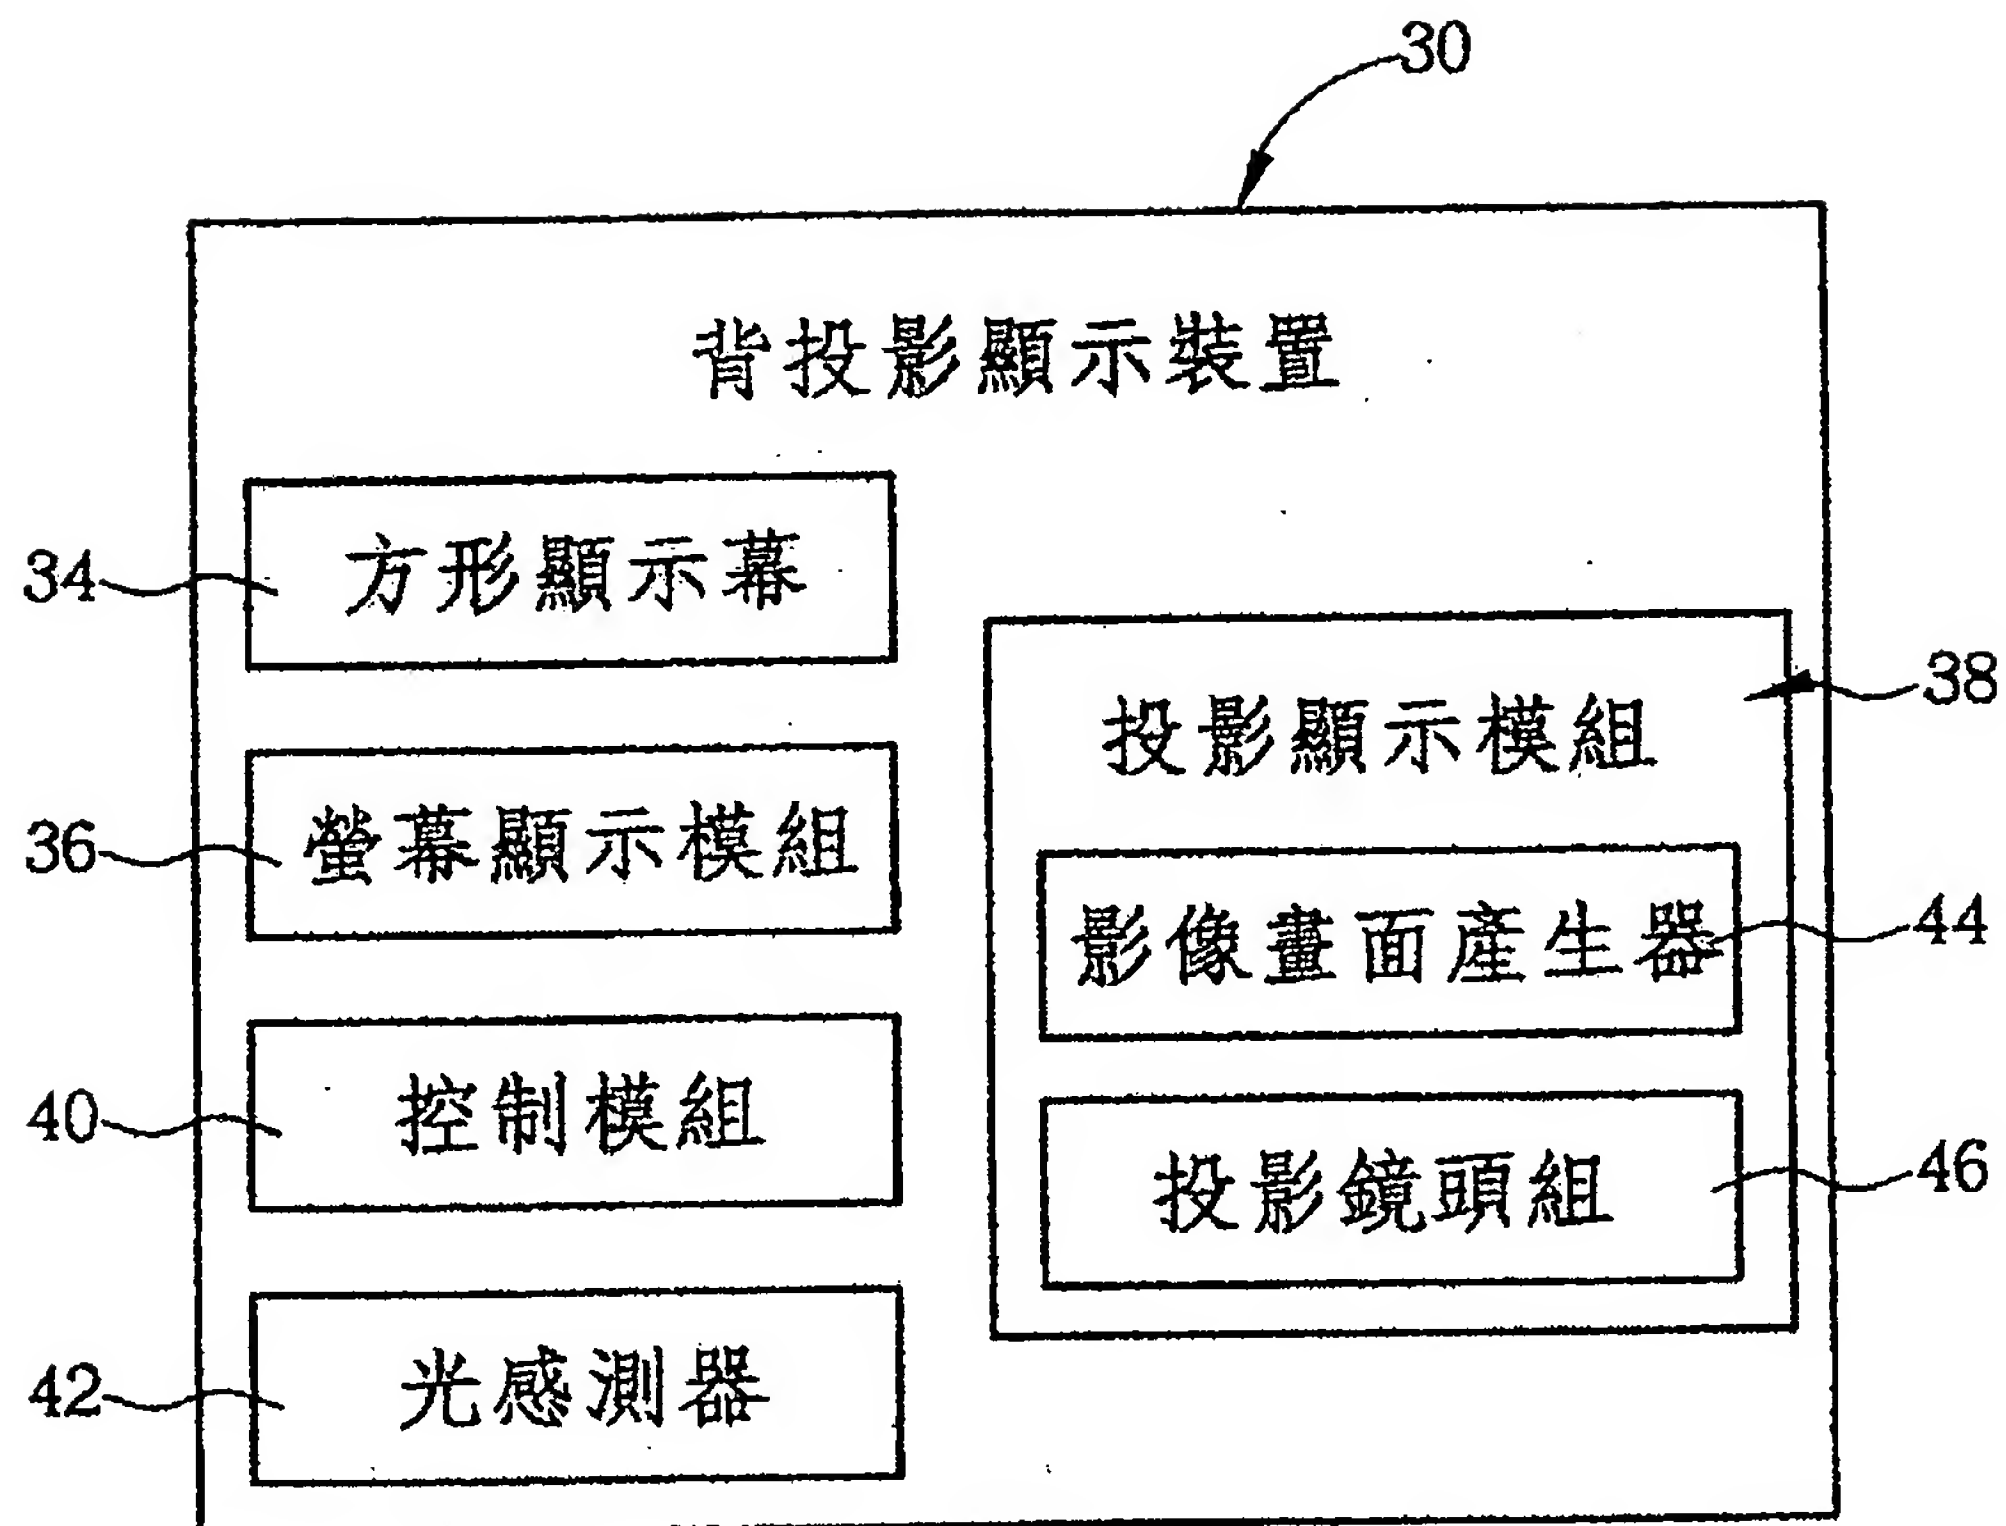 30
背投影顯示裝置
34
方形顯示幕
36
螢幕顯示模組
40
控制模組
42
光感測器
38
投影顯示模組
44
影像畫面產生器
46
投影鏡頭組